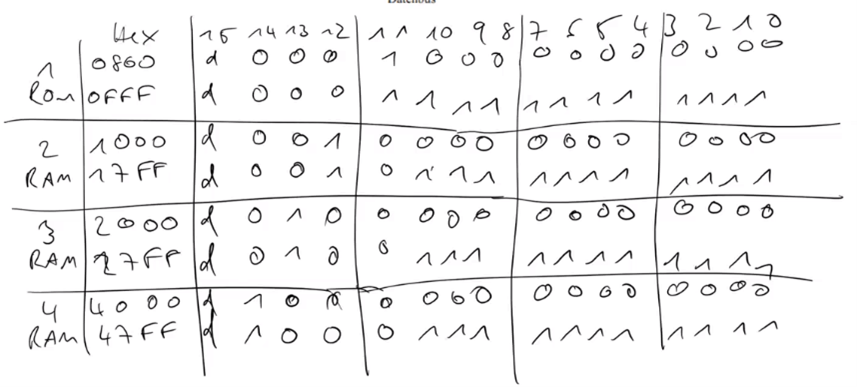 Datenbus
Hex 15 14 13 12 11 10 9 8 7 6 5 4 3 2 1 0
1 0800 d 0 0 0 1 0 0 0 0 0 0 0 0 0 0 0
ROM 0FFF d 0 0 0 1 1 1 1 1 1 1 1 1 1 1 1
2 1000 d 0 0 1 0 0 0 0 0 0 0 0 0 0 0 0
RAM 17FF d 0 0 1 0 1 1 1 1 1 1 1 1 1 1 1
3 2000 d 0 1 0 0 0 0 0 0 0 0 0 0 0 0 0
RAM 27FF d 0 1 0 0 1 1 1 1 1 1 1 1 1 1 1
4 4000 d 1 0 0 0 0 0 0 0 0 0 0 0 0 0 0
RAM 47FF d 1 0 0 0 1 1 1 1 1 1 1 1 1 1 1